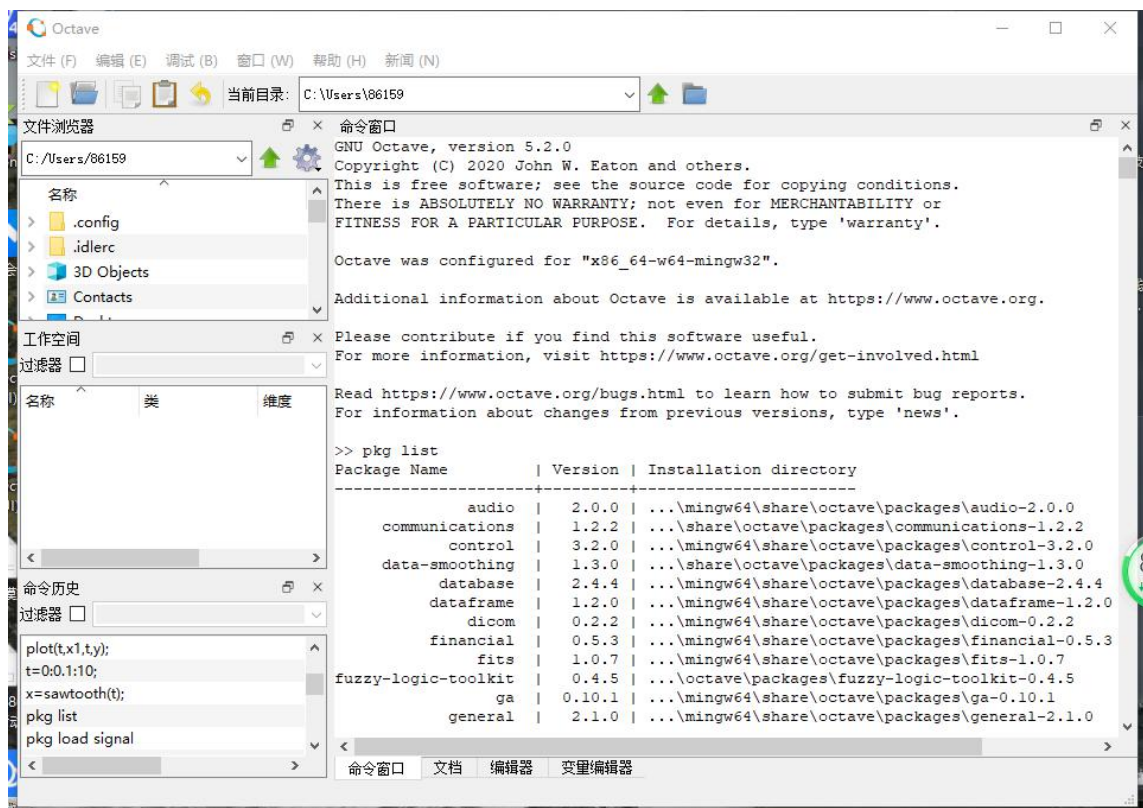 Octave
文件 (F) 编辑 (E) 调试 (B) 窗口 (W) 帮助 (H) 新闻 (N)
当前目录: C:\Users\86159
文件浏览器
C:/Users/86159
名称
.config
.idlerc
3D Objects
Contacts
工作空间
过滤器
名称 类 维度
命令历史
过滤器
plot(t,x1,t,y);
t=0:0.1:10;
x=sawtooth(t);
pkg list
pkg load signal
命令窗口
GNU Octave, version 5.2.0
Copyright (C) 2020 John W. Eaton and others.
This is free software; see the source code for copying conditions.
There is ABSOLUTELY NO WARRANTY; not even for MERCHANTABILITY or
FITNESS FOR A PARTICULAR PURPOSE.  For details, type 'warranty'.
Octave was configured for "x86_64-w64-mingw32".
Additional information about Octave is available at https://www.octave.org.
Please contribute if you find this software useful.
For more information, visit https://www.octave.org/get-involved.html
Read https://www.octave.org/bugs.html to learn how to submit bug reports.
For information about changes from previous versions, type 'news'.
>> pkg list
Package Name | Version | Installation directory
---------------------+---------+-----------------------
audio | 2.0.0 | ...\mingw64\share\octave\packages\audio-2.0.0
communications | 1.2.2 | ...\share\octave\packages\communications-1.2.2
control | 3.2.0 | ...\mingw64\share\octave\packages\control-3.2.0
data-smoothing | 1.3.0 | ...\share\octave\packages\data-smoothing-1.3.0
database | 2.4.4 | ...\mingw64\share\octave\packages\database-2.4.4
dataframe | 1.2.0 | ...\mingw64\share\octave\packages\dataframe-1.2.0
dicom | 0.2.2 | ...\mingw64\share\octave\packages\dicom-0.2.2
financial | 0.5.3 | ...\mingw64\share\octave\packages\financial-0.5.3
fits | 1.0.7 | ...\mingw64\share\octave\packages\fits-1.0.7
fuzzy-logic-toolkit | 0.4.5 | ...\octave\packages\fuzzy-logic-toolkit-0.4.5
ga | 0.10.1 | ...\mingw64\share\octave\packages\ga-0.10.1
general | 2.1.0 | ...\mingw64\share\octave\packages\general-2.1.0
命令窗口 文档 编辑器 变量编辑器